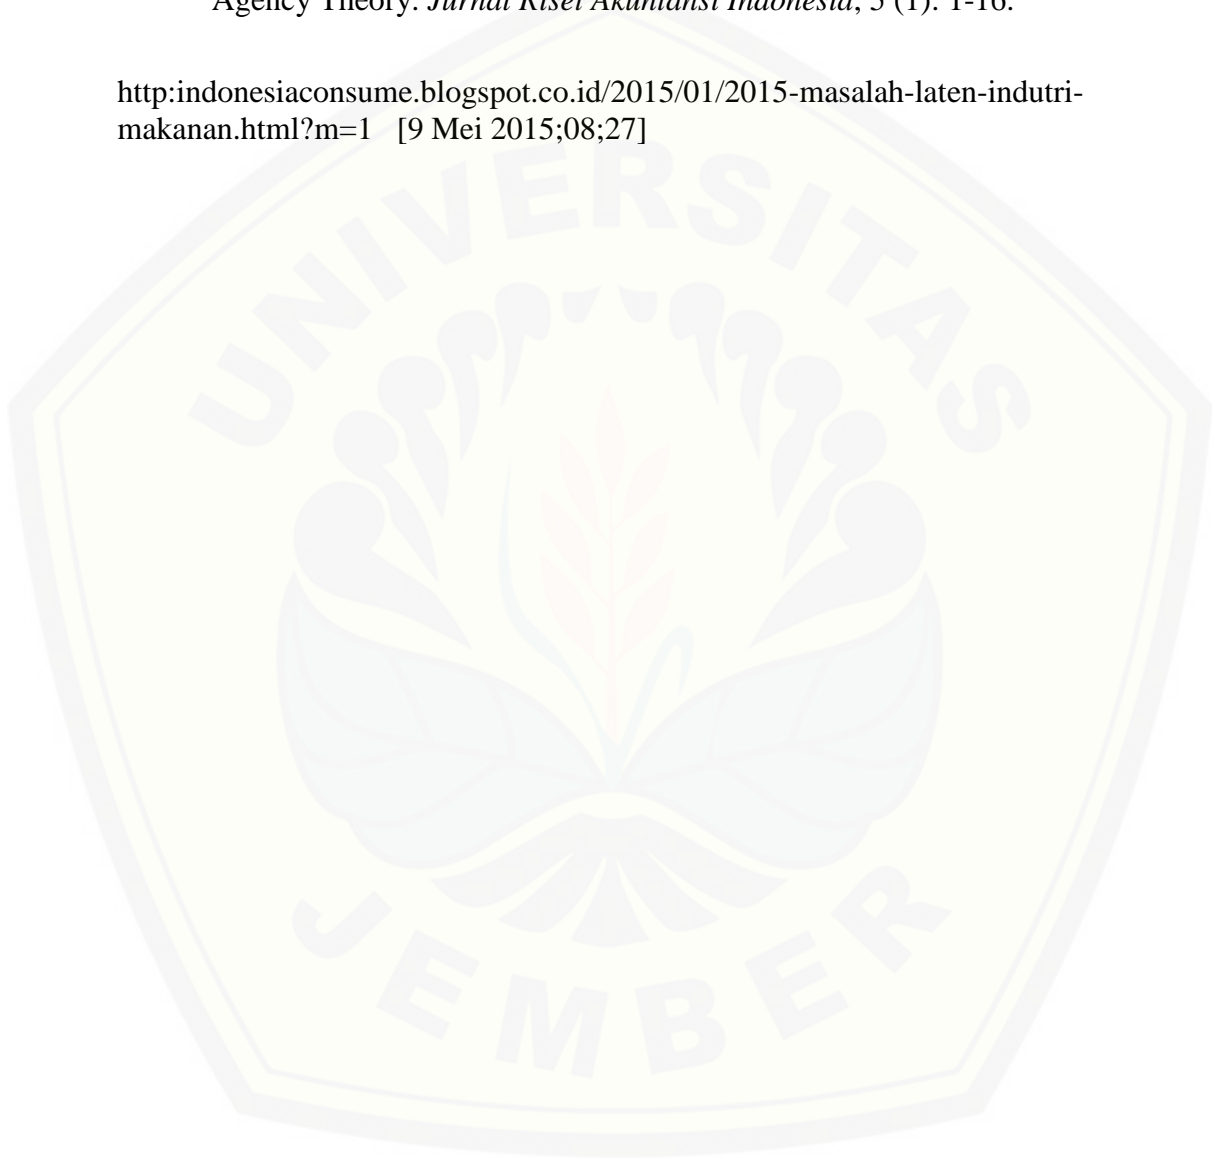 Agency Theory. Jurnal Riset Akuntansi Indonesia, 5 (1): 1-16.
http:indonesiaconsume.blogspot.co.id/2015/01/2015-masalah-laten-indutri-
makanan.html?m=1 [9 Mei 2015;08;27]
UNIVERSITAS
JEMBER